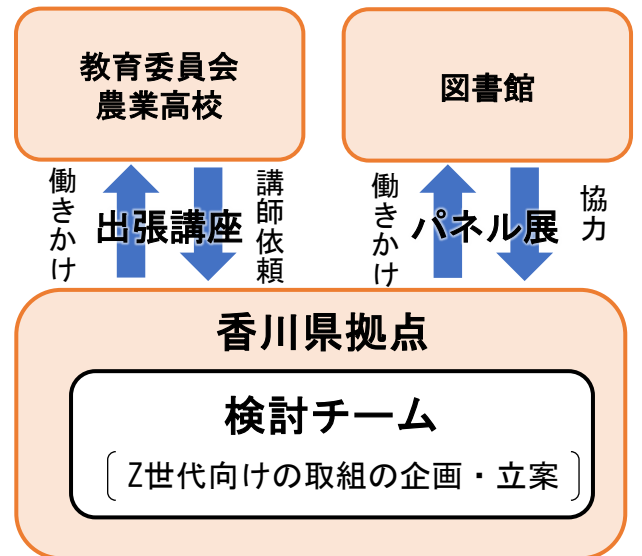 教育委員会
農業高校
図書館
働きかけ
出張講座
講師依頼
働きかけ
パネル展
協力
香川県拠点
検討チーム
〔Z世代向けの取組の企画・立案〕